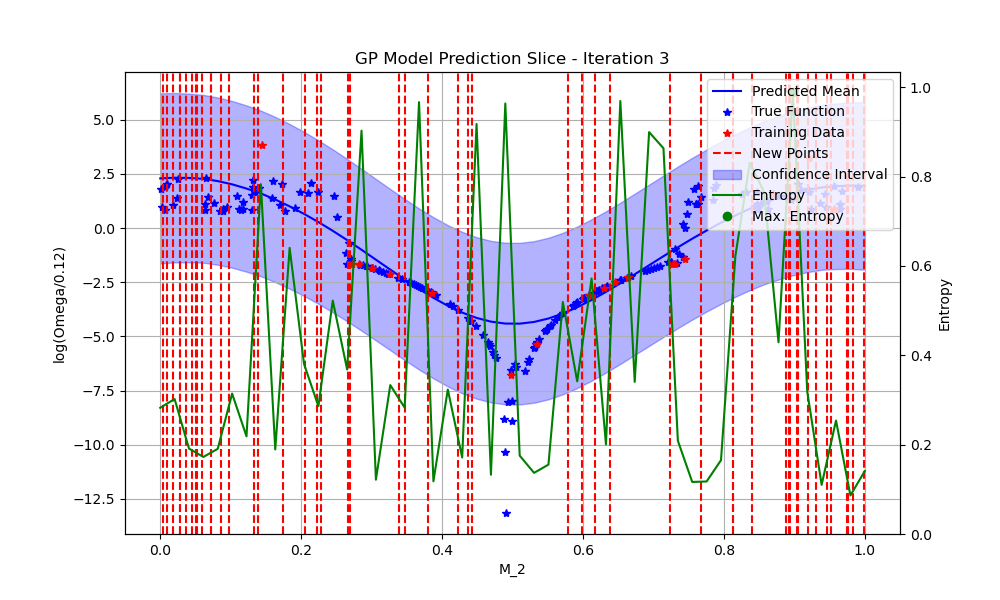 GP Model Prediction Slice - Iteration 3
log(Omega/0.12)
5.0
2.5
0.0
−2.5
−5.0
−7.5
−10.0
−12.5
Predicted Mean
True Function
Training Data
New Points
Confidence Interval
Entropy
Max. Entropy
1.0
0.8
0.6
0.4
0.2
0.0
Entropy
0.0 0.2 0.4 0.6 0.8 1.0
M_2